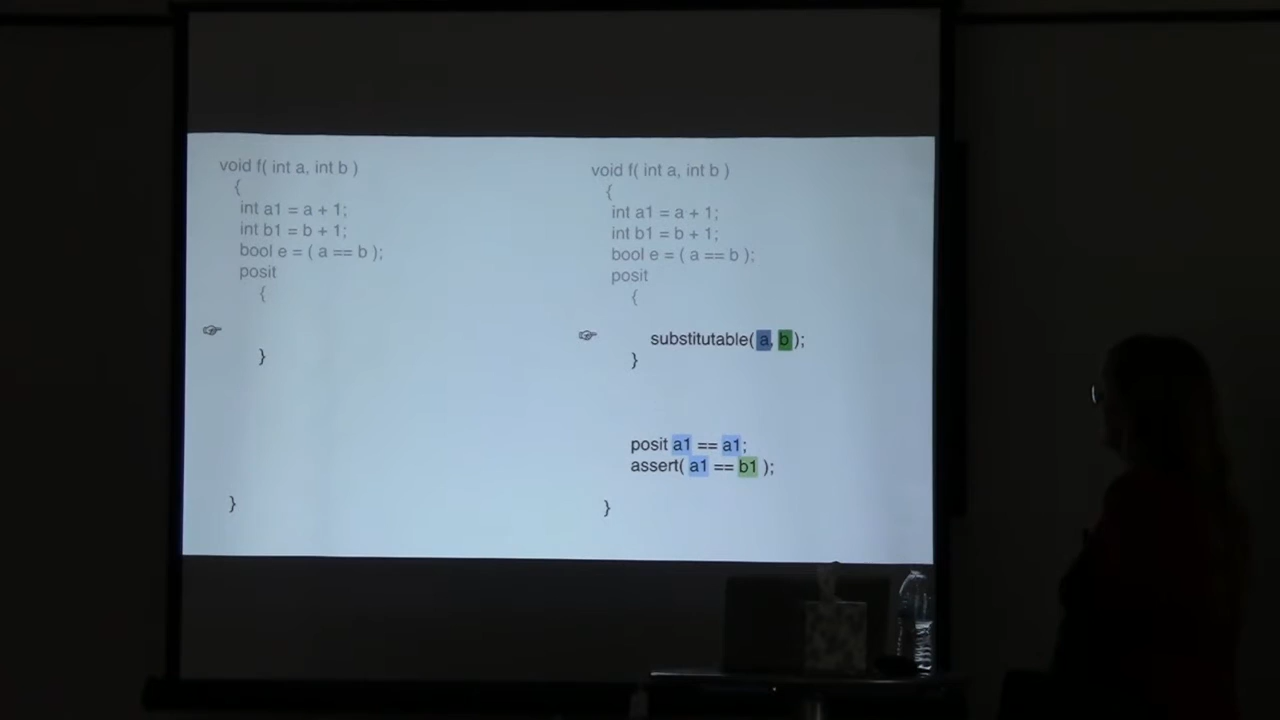 void f( int a, int b )
{
int a1 = a + 1;
int b1 = b + 1;
bool e = ( a == b );
posit
{
}
}
void f( int a, int b )
{
int a1 = a + 1;
int b1 = b + 1;
bool e = ( a == b );
posit
{
substitutable( a, b );
}
posit a1 == a1;
assert( a1 == b1 );
}